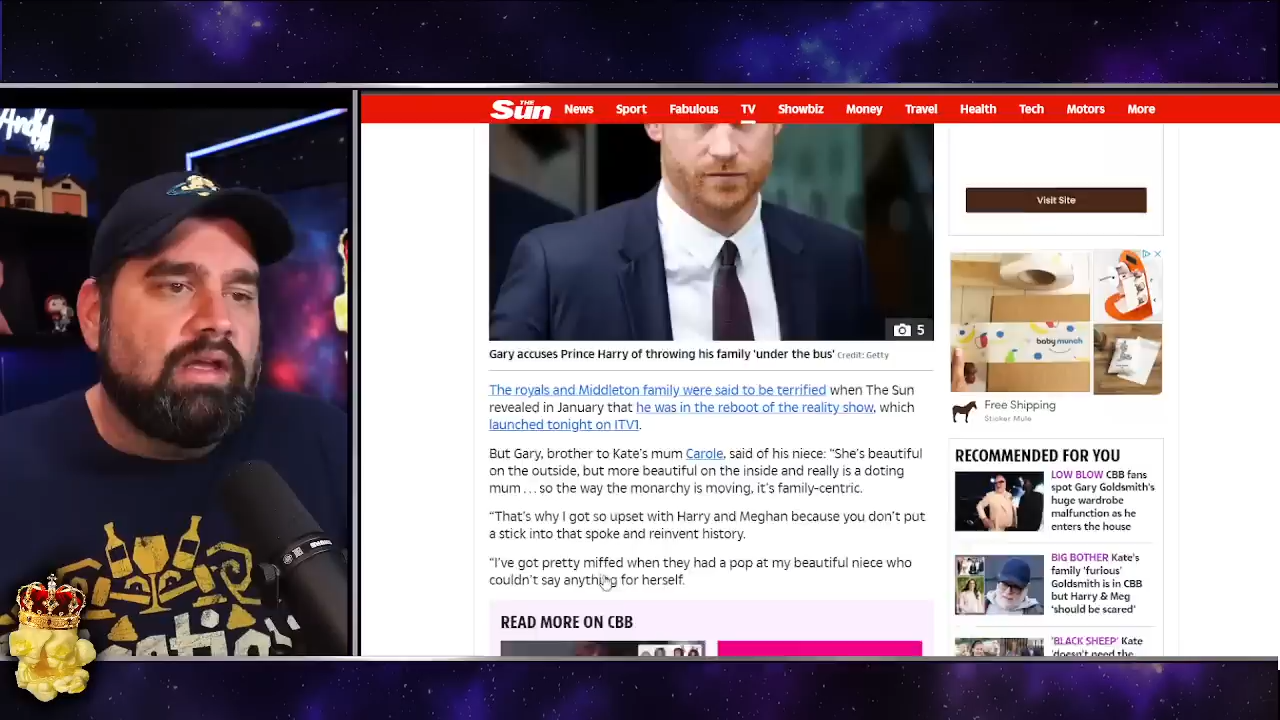 Andy
THE
Sun
News
Sport
Fabulous
TV
Showbiz
Money
Travel
Health
Tech
Motors
More
Visit Site
5
Gary accuses Prince Harry of throwing his family 'under the bus' Credit: Getty
The royals and Middleton family were said to be terrified when The Sun
revealed in January that he was in the reboot of the reality show, which
launched tonight on ITV1.
But Gary, brother to Kate's mum Carole, said of his niece: “She's beautiful
on the outside, but more beautiful on the inside and really is a doting
mum . . . so the way the monarchy is moving, it's family-centric.
“That's why I got so upset with Harry and Meghan because you don't put
a stick into that spoke and reinvent history.
“I've got pretty miffed when they had a pop at my beautiful niece who
couldn't say anything for herself.
READ MORE ON CBB
baby munch
Free Shipping
Sticker Mule
RECOMMENDED FOR YOU
LOW BLOW CBB fans
spot Gary Goldsmith's
huge wardrobe
malfunction as he
enters the house
BIG BROTHER Kate's
family 'furious'
Goldsmith is in CBB
but Harry & Meg
'should be scared'
'BLACK SHEEP' Kate
'doesn't need the